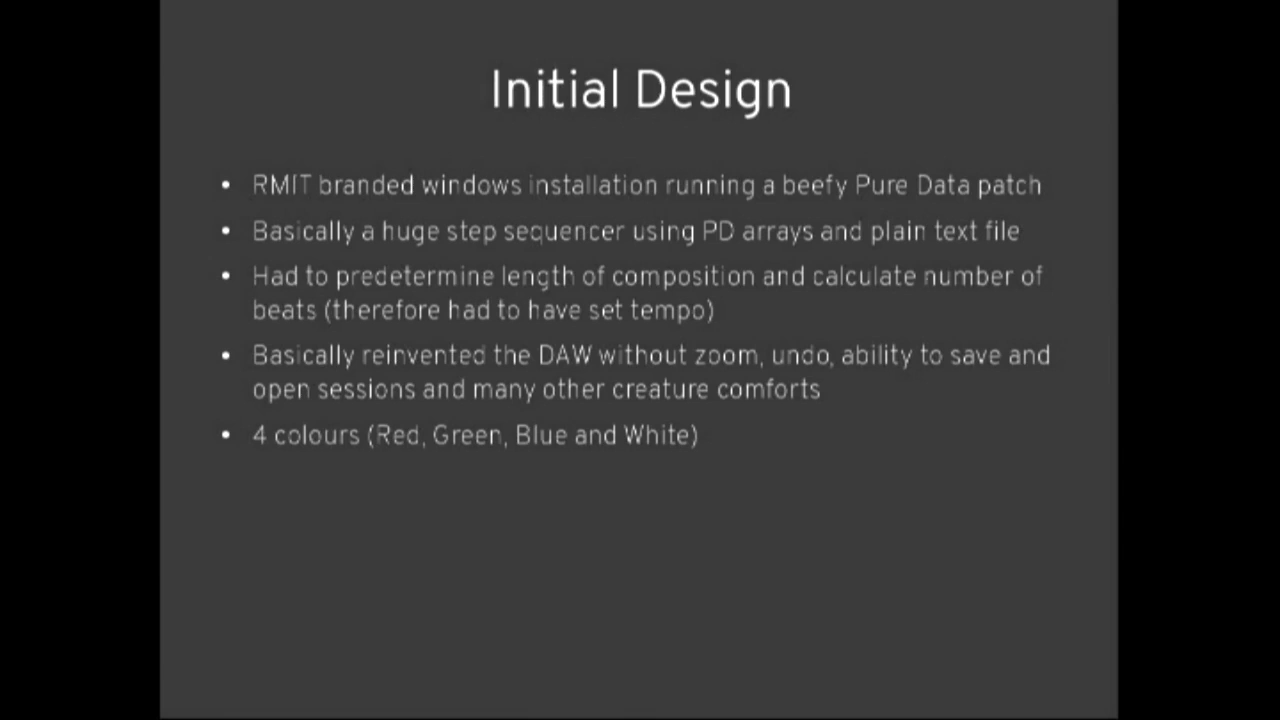 Initial Design
• RMIT branded windows installation running a beefy Pure Data patch
• Basically a huge step sequencer using PD arrays and plain text file
• Had to predetermine length of composition and calculate number of
beats (therefore had to have set tempo)
• Basically reinvented the DAW without zoom, undo, ability to save and
open sessions and many other creature comforts
• 4 colours (Red, Green, Blue and White)